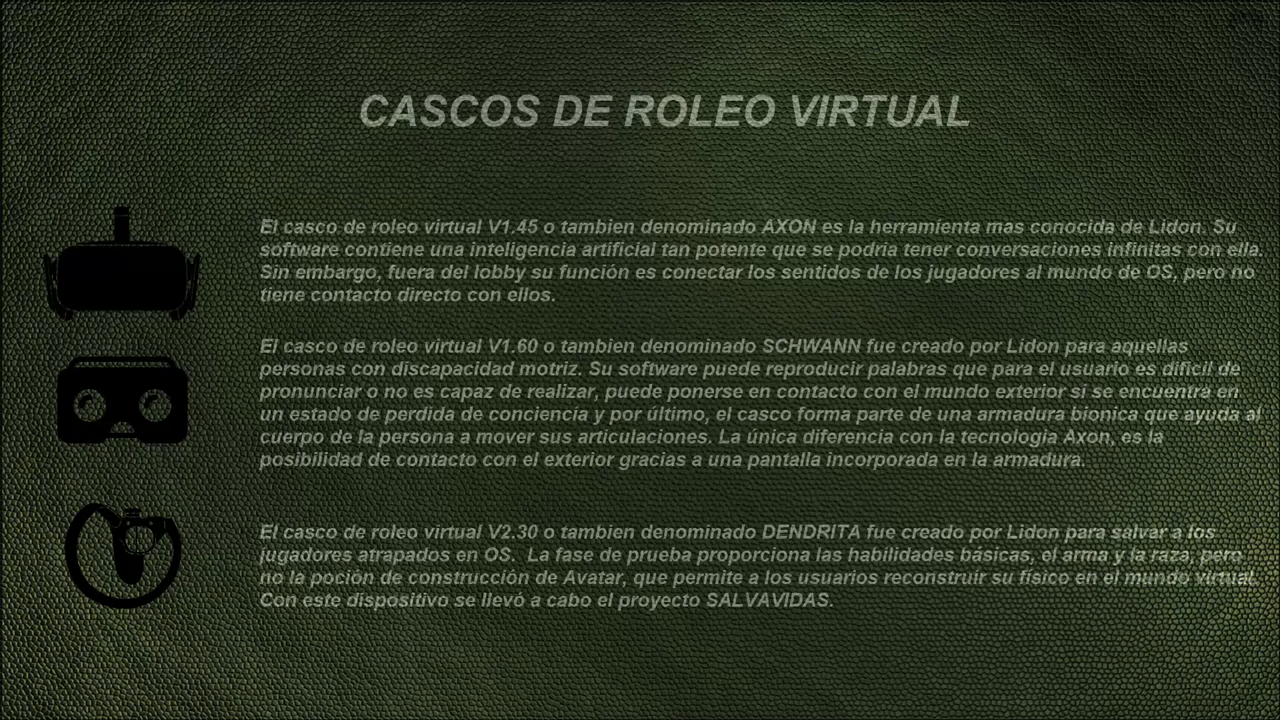 CASCOS DE ROLEO VIRTUAL
El casco de roleo virtual V1.45 o tambien denominado AXON es la herramienta mas conocida de Lidon. Su
software contiene una inteligencia artificial tan potente que se podria tener conversaciones infinitas con ella.
Sin embargo, fuera del lobby su función es conectar los sentidos de los jugadores al mundo de OS, pero no
tiene contacto directo con ellos.
El casco de roleo virtual V1.60 o tambien denominado SCHWANN fue creado por Lidon para aquellas
personas con discapacidad motriz. Su software puede reproducir palabras que para el usuario es dificil de
pronunciar o no es capaz de realizar, puede ponerse en contacto con el mundo exterior si se encuentra en
un estado de perdida de conciencia y por último, el casco forma parte de una armadura bionica que ayuda al
cuerpo de la persona a mover sus articulaciones. La única diferencia con la tecnologia Axon, es la
posibilidad de contacto con el exterior gracias a una pantalla incorporada en la armadura.
El casco de roleo virtual V2.30 o tambien denominado DENDRITA fue creado por Lidon para salvar a los
jugadores atrapados en OS. La fase de prueba proporciona las habilidades básicas, el arma y la raza, pero
no la poción de construcción de Avatar, que permite a los usuarios reconstruir su físico en el mundo virtual.
Con este dispositivo se llevó a cabo el proyecto SALVAVIDAS.